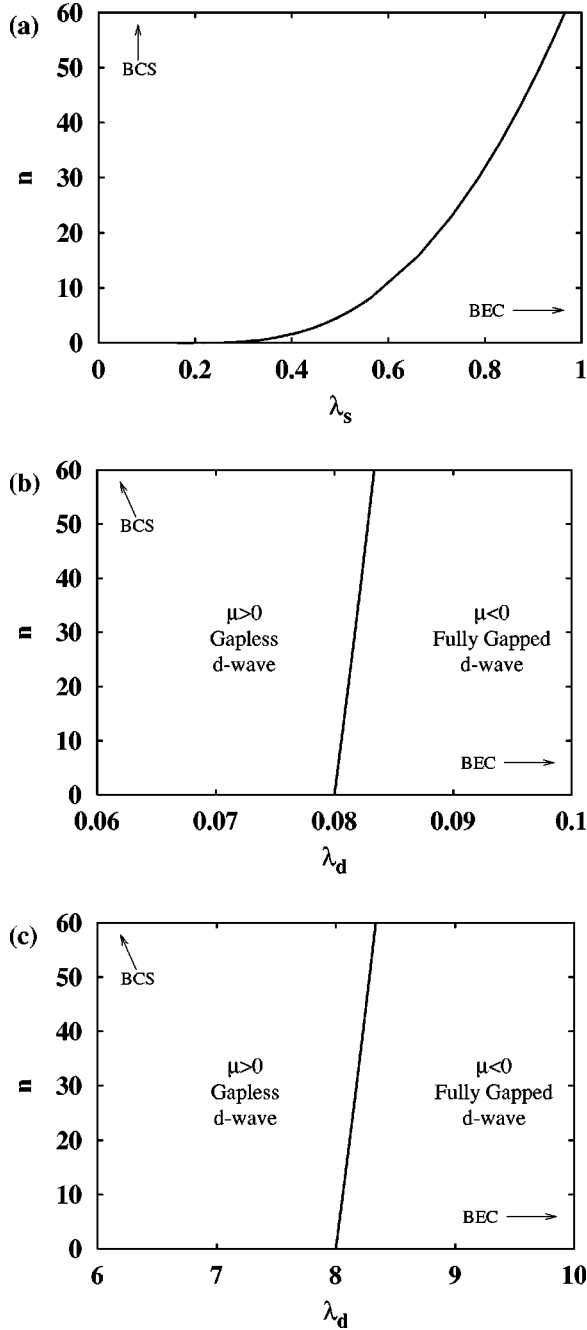 (a)
60
50
40
30
20
10
0
n
BCS
BEC
0 0.2 0.4 0.6 0.8 1
λs
(b)
60
50
40
30
20
10
0
n
BCS
μ>0
Gapless
d-wave
μ<0
Fully Gapped
d-wave
BEC
0.06 0.07 0.08 0.09 0.1
λd
(c)
60
50
40
30
20
10
0
n
BCS
μ>0
Gapless
d-wave
μ<0
Fully Gapped
d-wave
BEC
6 7 8 9 10
λd